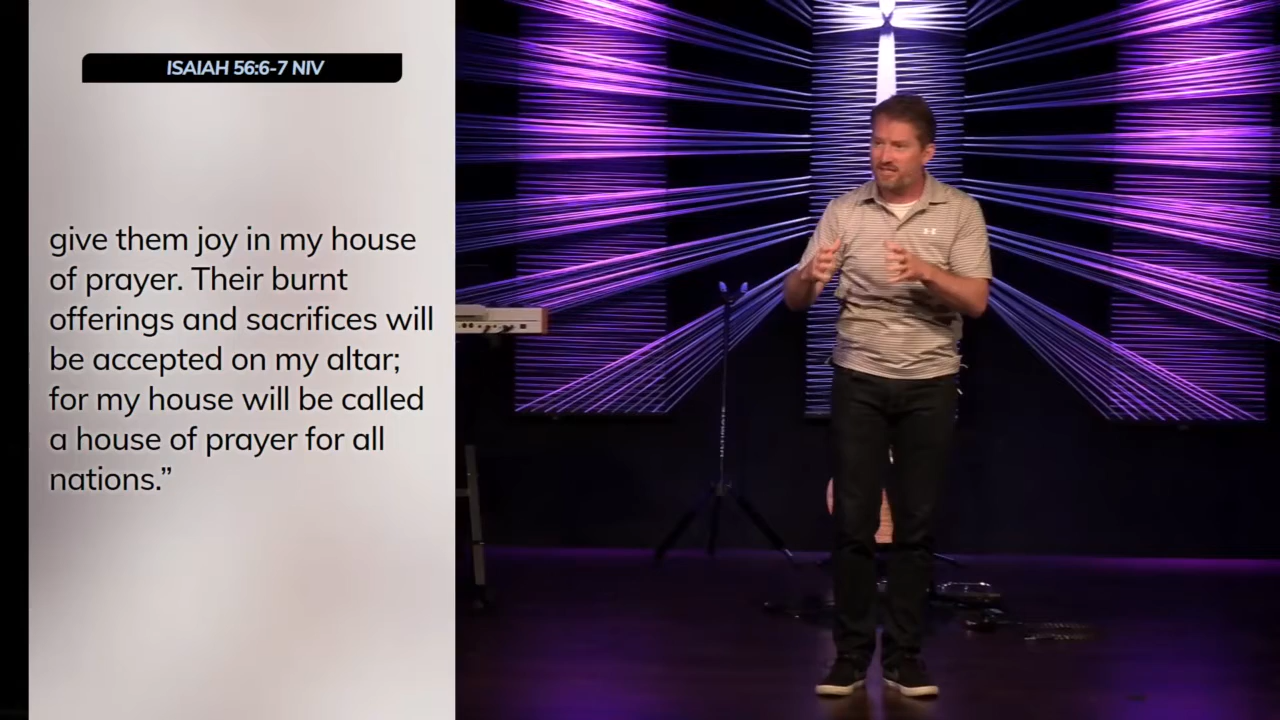 ISAIAH 56:6-7 NIV
give them joy in my house
of prayer. Their burnt
offerings and sacrifices will
be accepted on my altar;
for my house will be called
a house of prayer for all
nations.”
ULTIMATE